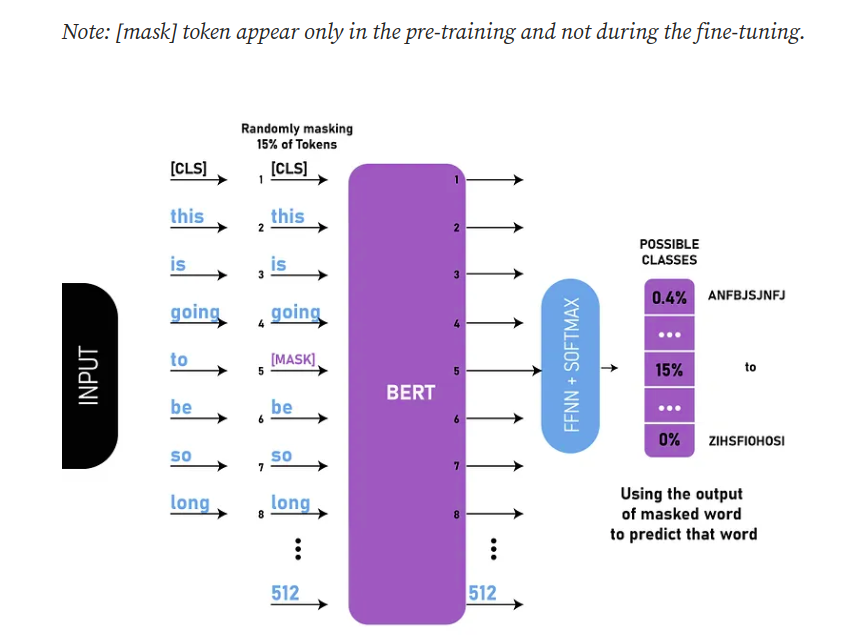 Note: [mask] token appear only in the pre-training and not during the fine-tuning.
Randomly masking
15% of Tokens
[CLS] 1 [CLS] 1
this 2 this 2
is 3 is 3
going 4 going 4
to 5 [MASK] 5
be 6 be 6
so 7 so 7
long 8 long 8
512 512
INPUT
BERT
FFNN + SOFTMAX
POSSIBLE
CLASSES
0.4% ANFBJSJNFJ
...
15% to
...
0% ZIHSFIOHOSI
Using the output
of masked word
to predict that word